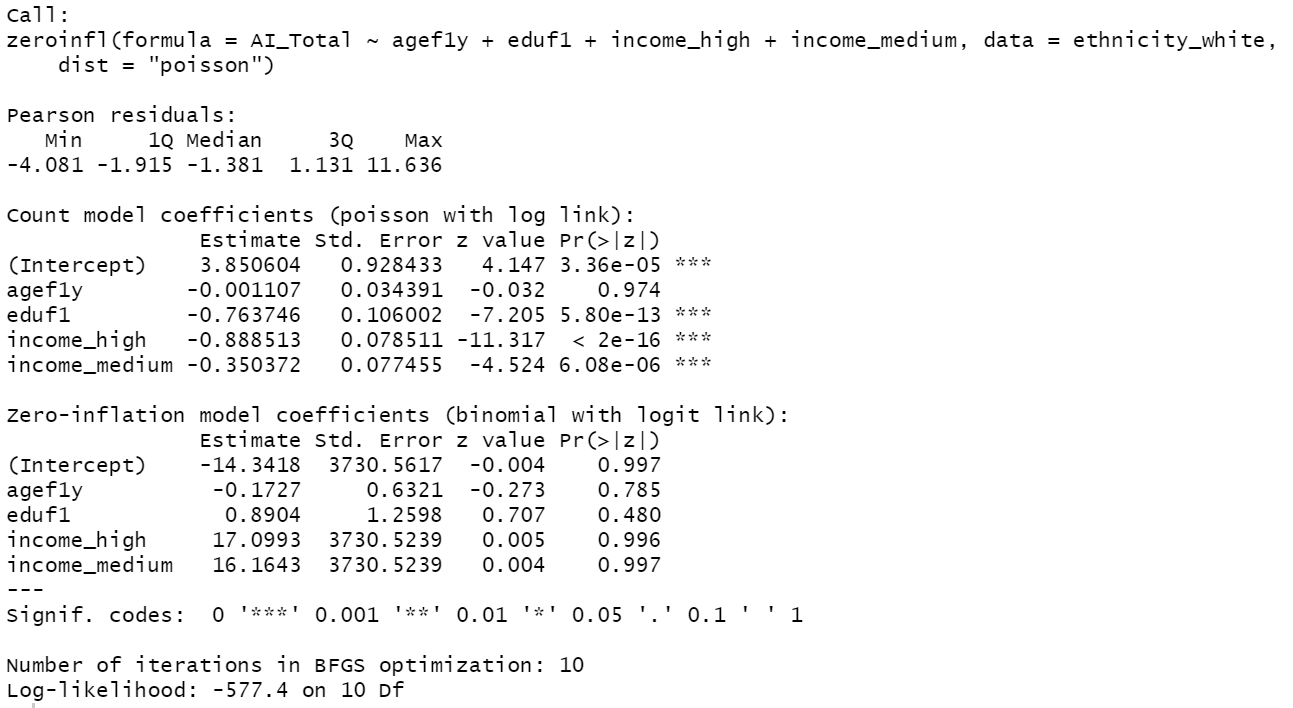 Call:
zeroinfl(formula = AI_Total ~ agef1y + eduf1 + income_high + income_medium, data = ethnicity_white,
    dist = "poisson")

Pearson residuals:
   Min     1Q Median     3Q    Max
-4.081 -1.915 -1.381  1.131 11.636

Count model coefficients (poisson with log link):
               Estimate Std. Error z value Pr(>|z|)
(Intercept)    3.850604   0.928433   4.147 3.36e-05 ***
agef1y        -0.001107   0.034391  -0.032    0.974
eduf1         -0.763746   0.106002  -7.205 5.80e-13 ***
income_high   -0.888513   0.078511 -11.317  < 2e-16 ***
income_medium -0.350372   0.077455  -4.524 6.08e-06 ***

Zero-inflation model coefficients (binomial with logit link):
               Estimate Std. Error z value Pr(>|z|)
(Intercept)    -14.3418  3730.5617  -0.004    0.997
agef1y          -0.1727     0.6321  -0.273    0.785
eduf1            0.8904     1.2598   0.707    0.480
income_high     17.0993  3730.5239   0.005    0.996
income_medium   16.1643  3730.5239   0.004    0.997
---
Signif. codes:  0 '***' 0.001 '**' 0.01 '*' 0.05 '.' 0.1 ' ' 1

Number of iterations in BFGS optimization: 10
Log-likelihood: -577.4 on 10 Df